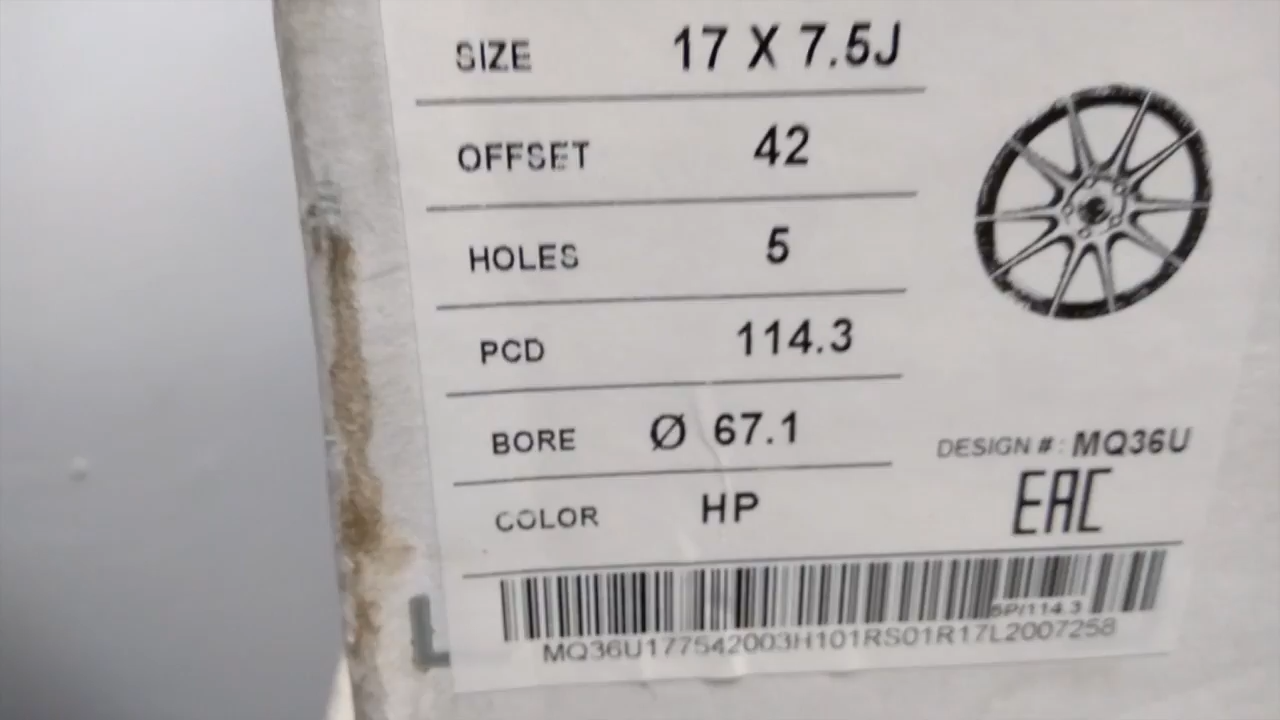 SIZE 17 X 7.5J
OFFSET 42
HOLES 5
PCD 114.3
BORE Ø 67.1
COLOR HP
DESIGN #: MQ36U
EAC
5P/114.3
MQ36U177542003H101RS01R17L2007258